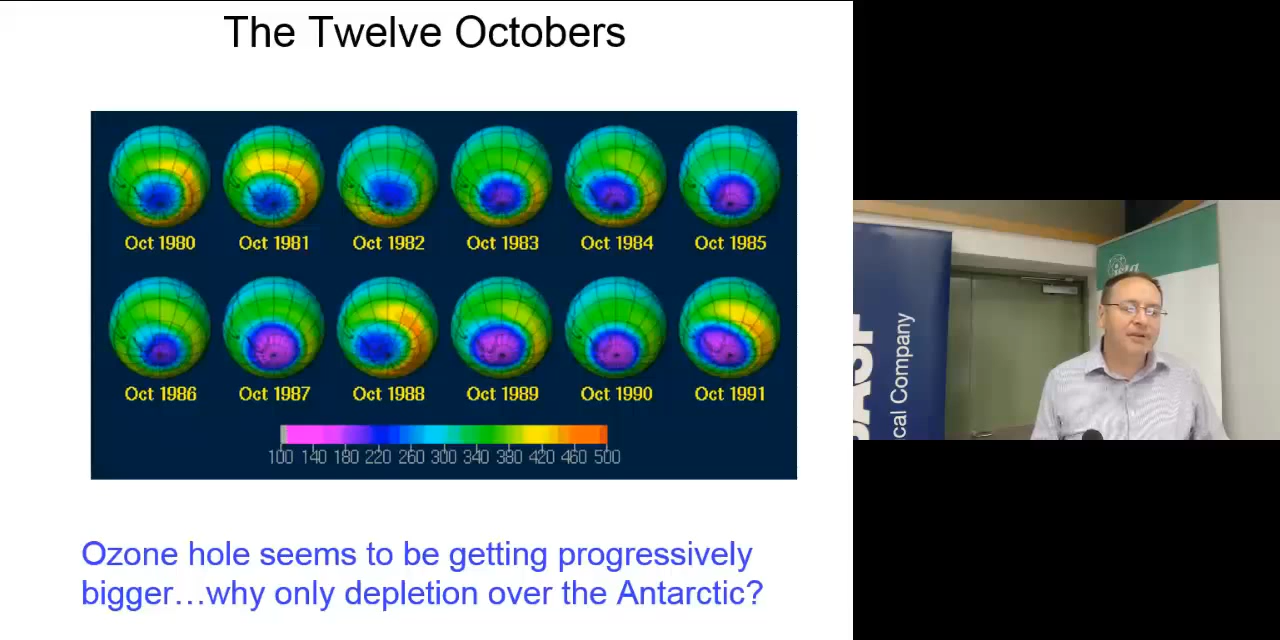 The Twelve Octobers
Oct 1980 Oct 1981 Oct 1982 Oct 1983 Oct 1984 Oct 1985
Oct 1986 Oct 1987 Oct 1988 Oct 1989 Oct 1990 Oct 1991
100 140 180 220 260 300 340 380 420 460 500
Ozone hole seems to be getting progressively
bigger…why only depletion over the Antarctic?
BASF
cal Company